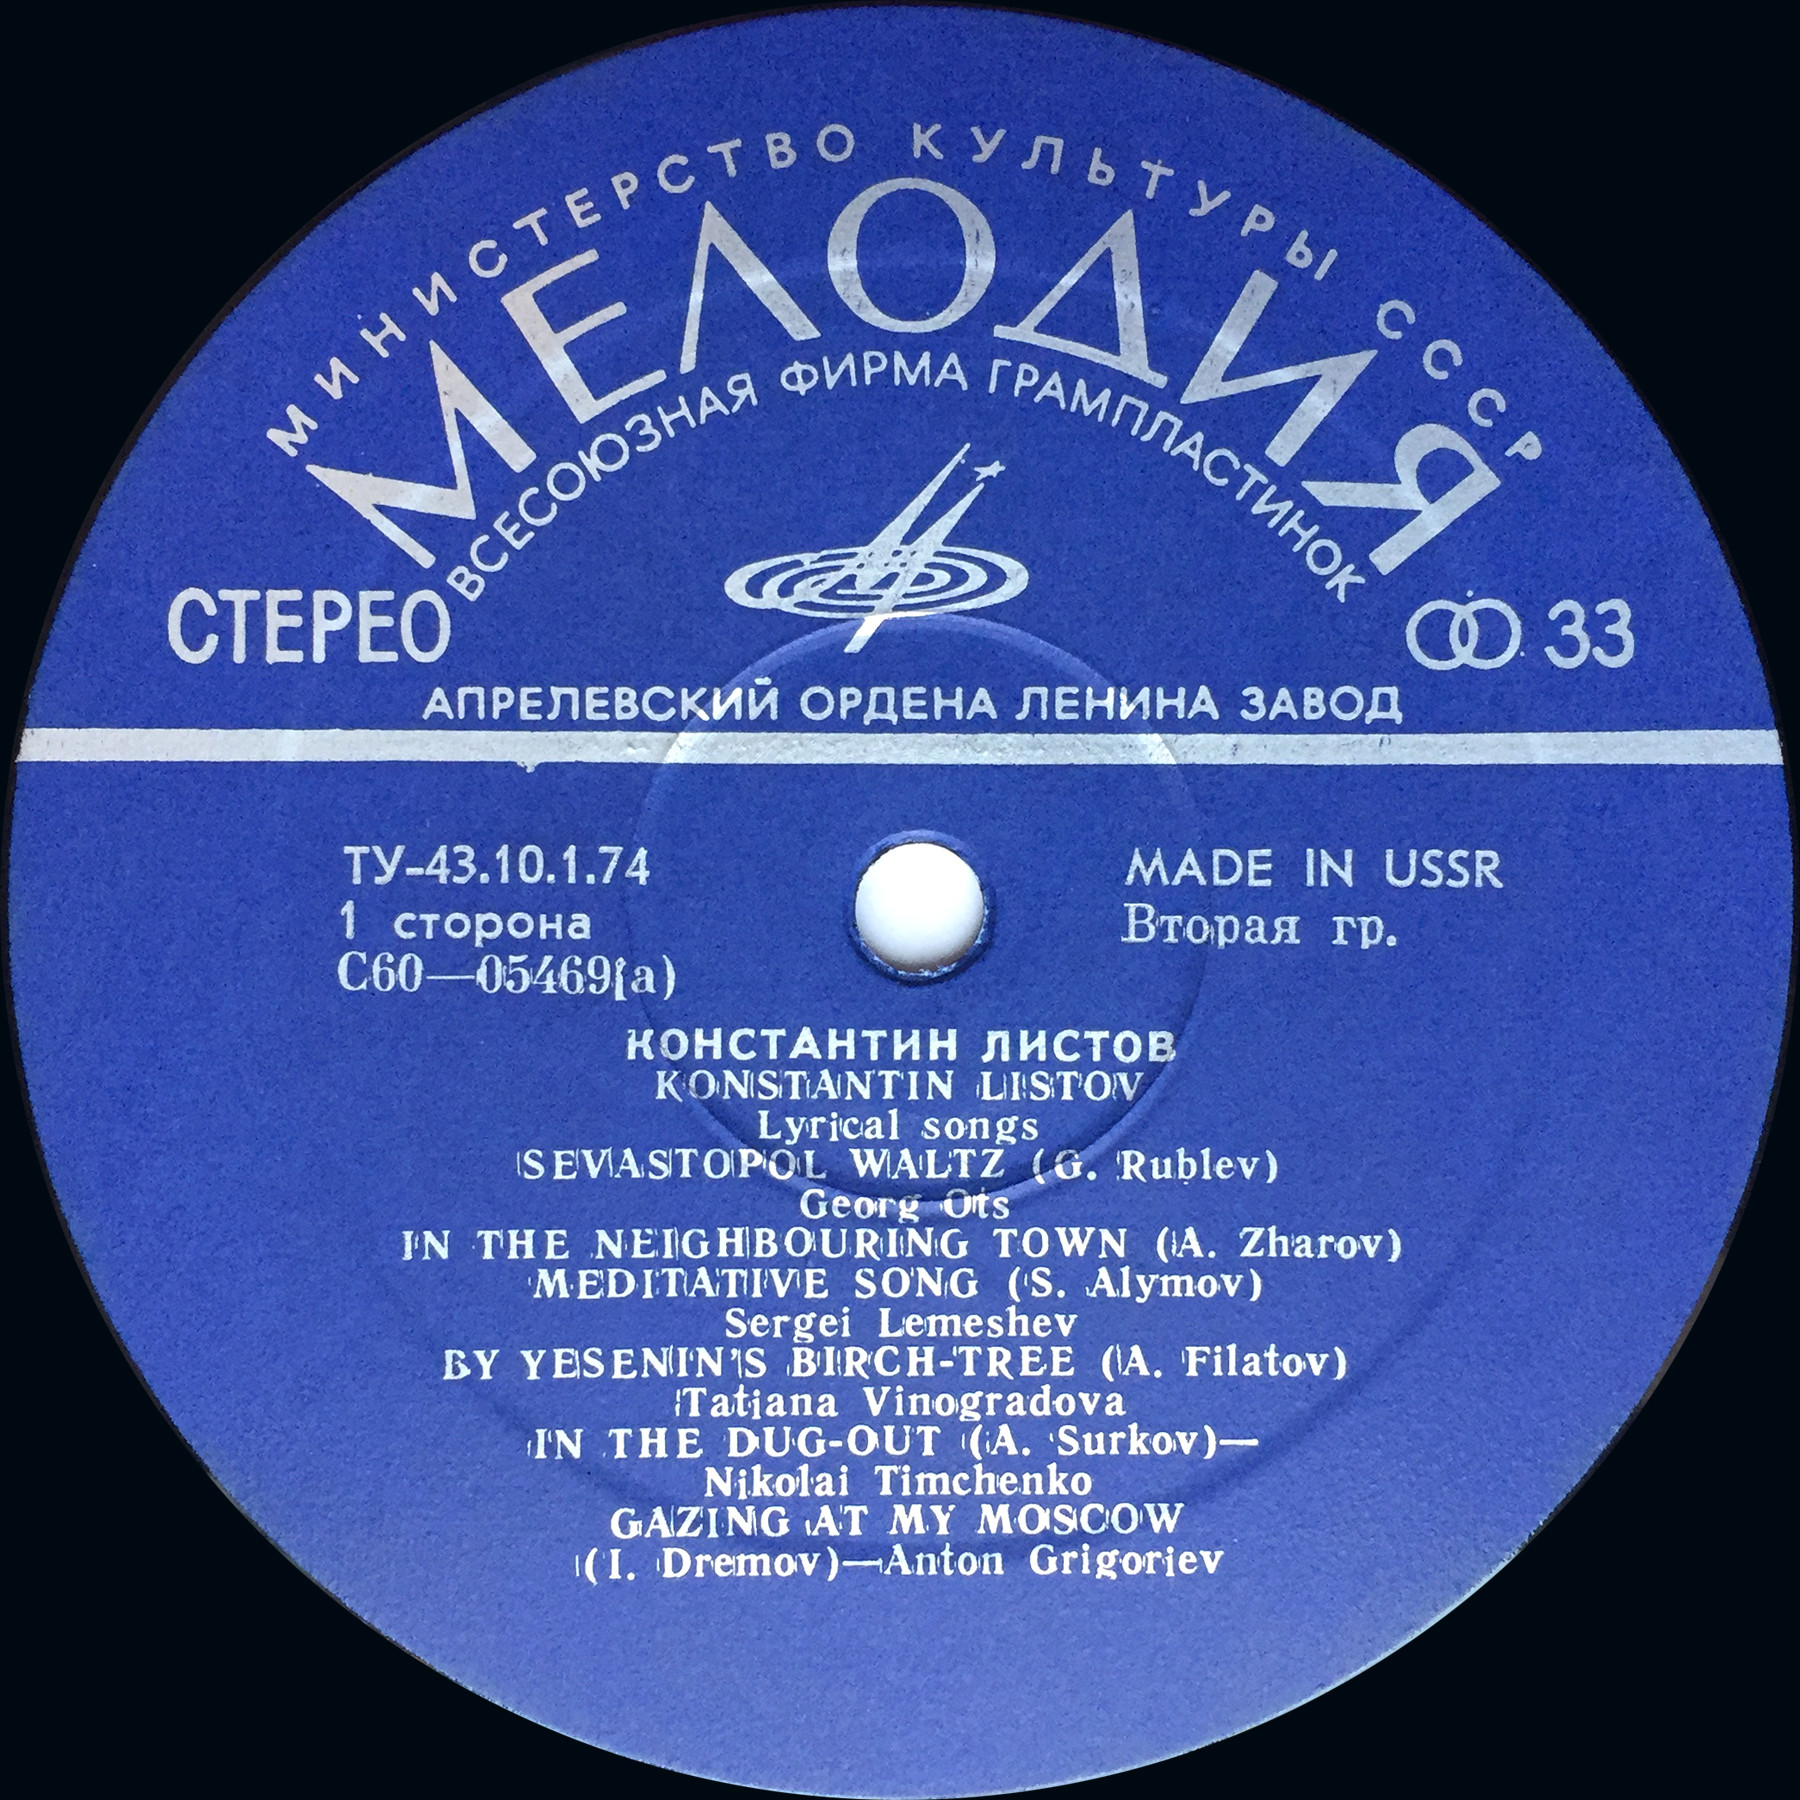 МИНИСТЕРСТВО КУЛЬТУРЫ СССР
МЕЛОДИЯ
ВСЕСОЮЗНАЯ ФИРМА ГРАМПЛАСТИНОК
СТЕРЕО
33
АПРЕЛЕВСКИЙ ОРДЕНА ЛЕНИНА ЗАВОД
ТУ-43.10.1.74
MADE IN USSR
1 сторона
Вторая гр.
С60—05469(а)
КОНСТАНТИН ЛИСТОВ
KONSTANTIN LISTOV
Lyrical songs
SEVASTOPOL WALTZ (G. Rublev)
Georg Ots
IN THE NEIGHBOURING TOWN (A. Zharov)
MEDITATIVE SONG (S. Alymov)
Sergei Lemeshev
BY YESENIN'S BIRCH-TREE (A. Filatov)
Tatiana Vinogradova
IN THE DUG-OUT (A. Surkov)—
Nikolai Timchenko
GAZING AT MY MOSCOW
(I. Dremov)—Anton Grigoriev